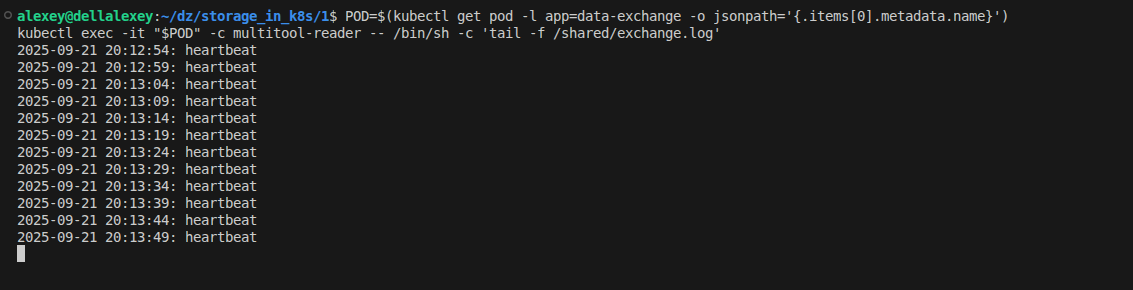 alexey@dellalexey:~/dz/storage_in_k8s/1$ POD=$(kubectl get pod -l app=data-exchange -o jsonpath='{.items[0].metadata.name}')
kubectl exec -it "$POD" -c multitool-reader -- /bin/sh -c 'tail -f /shared/exchange.log'
2025-09-21 20:12:54: heartbeat
2025-09-21 20:12:59: heartbeat
2025-09-21 20:13:04: heartbeat
2025-09-21 20:13:09: heartbeat
2025-09-21 20:13:14: heartbeat
2025-09-21 20:13:19: heartbeat
2025-09-21 20:13:24: heartbeat
2025-09-21 20:13:29: heartbeat
2025-09-21 20:13:34: heartbeat
2025-09-21 20:13:39: heartbeat
2025-09-21 20:13:44: heartbeat
2025-09-21 20:13:49: heartbeat